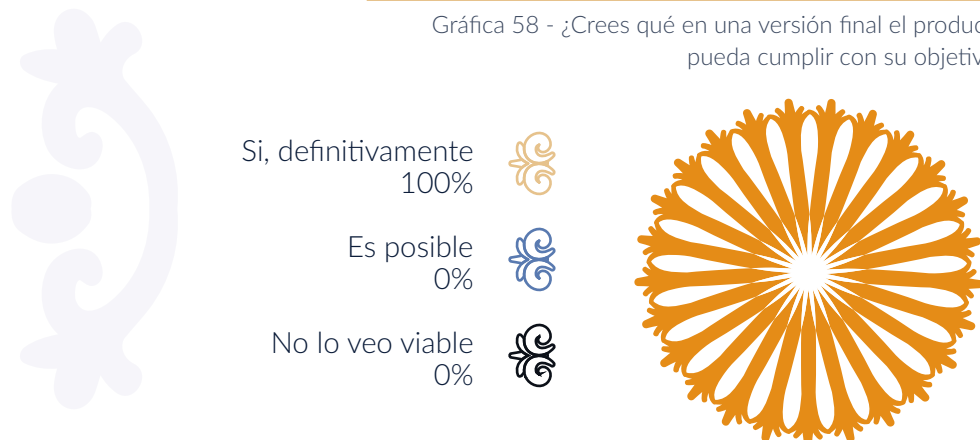 Gráfica 58 - ¿Crees qué en una versión final el produc
pueda cumplir con su objetiv
Si, definitivamente
100%
Es posible
0%
No lo veo viable
0%